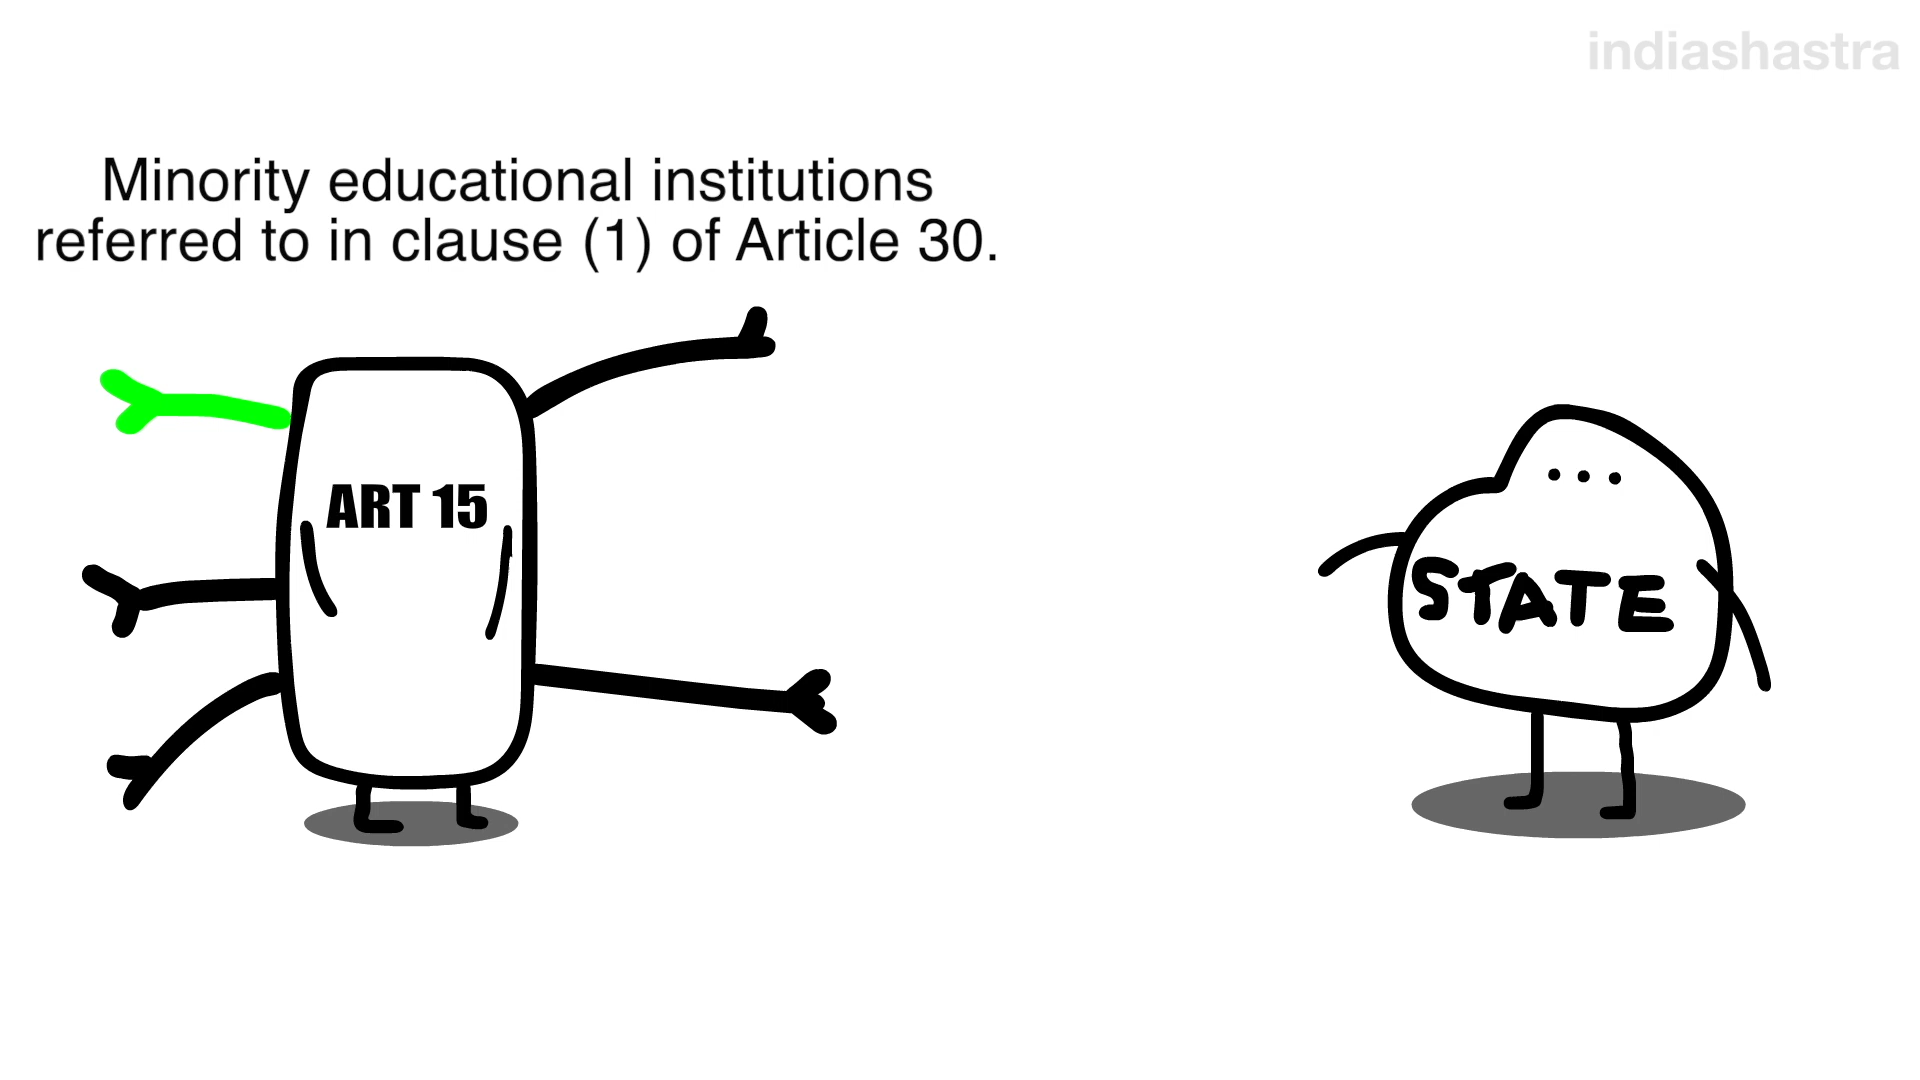 indiashastra
Minority educational institutions
referred to in clause (1) of Article 30.
ART 15
STATE